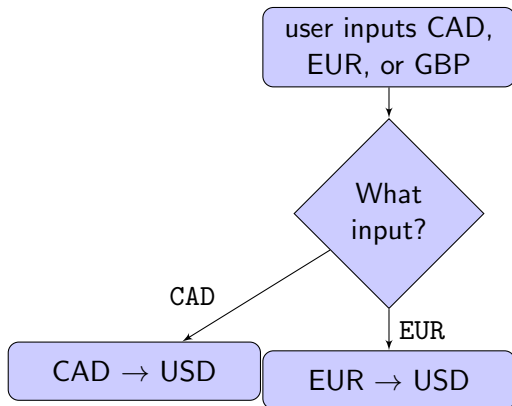 user inputs CAD,
EUR, or GBP
What
input?
CAD
EUR
CAD → USD
EUR → USD